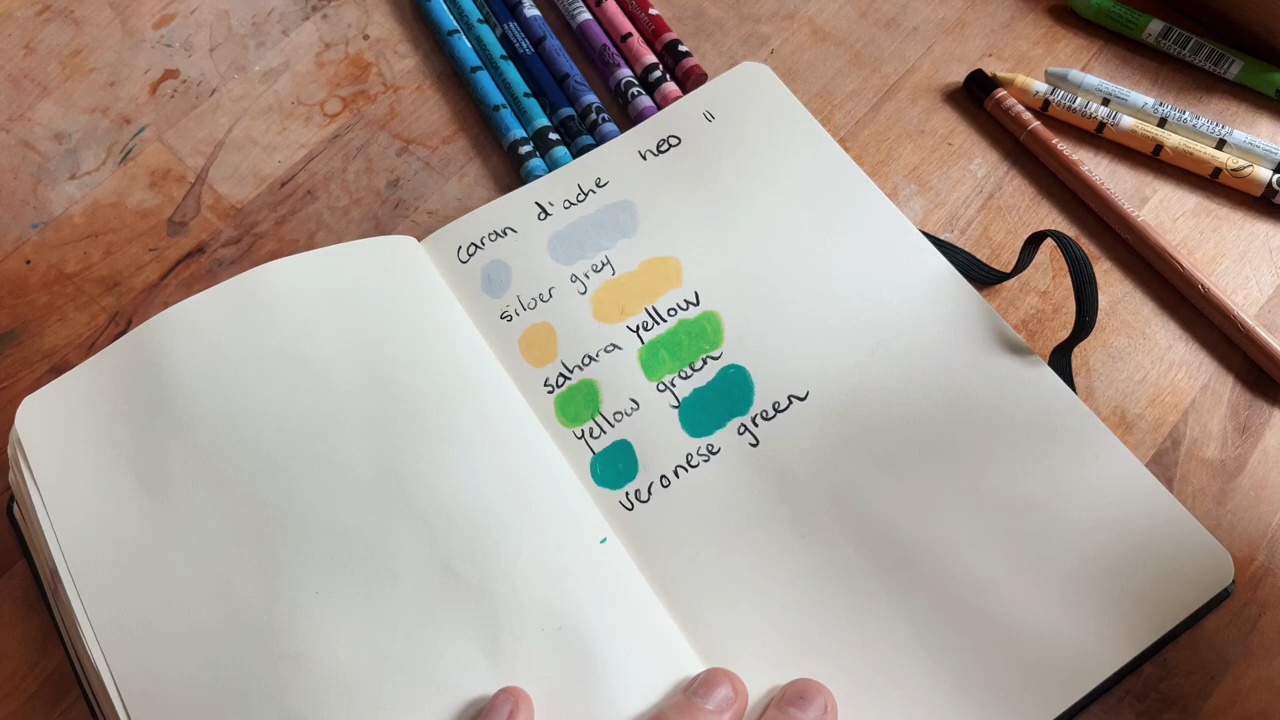 caran d'ache neo II
silver grey
sahara yellow
yellow green
veronese green